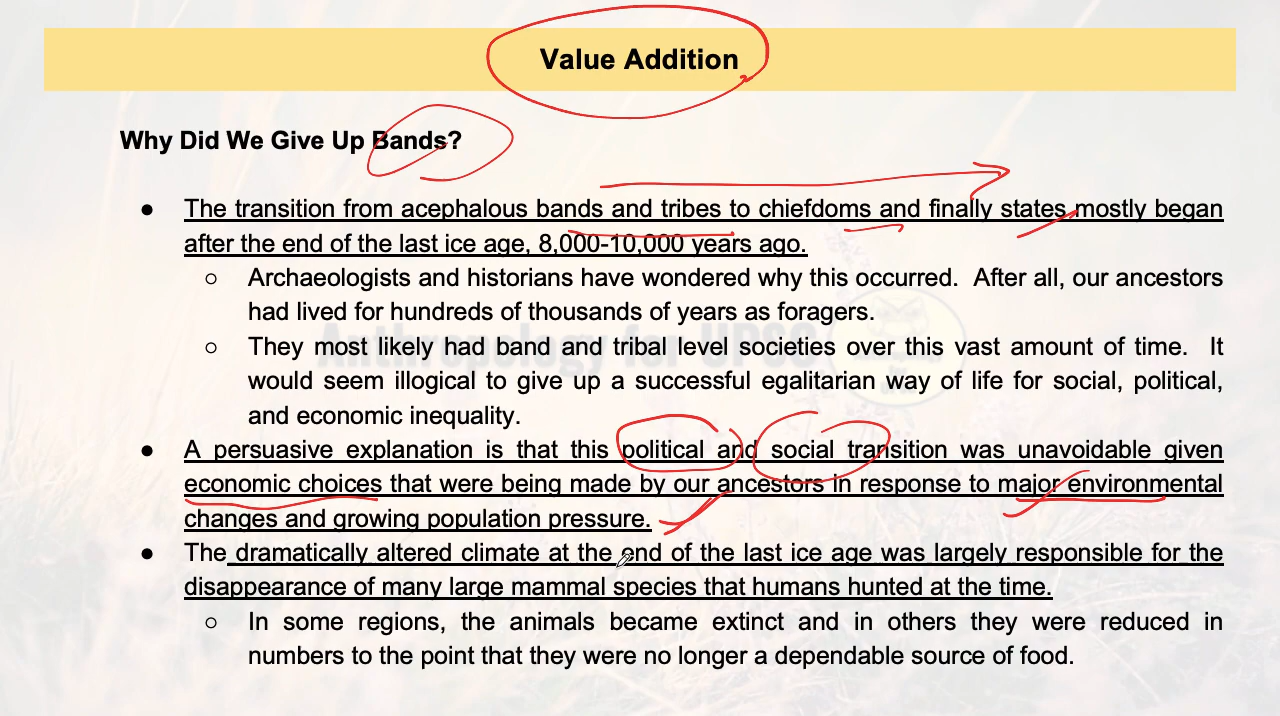 Value Addition
Why Did We Give Up Bands?
● The transition from acephalous bands and tribes to chiefdoms and finally states mostly began
after the end of the last ice age, 8,000-10,000 years ago.
○ Archaeologists and historians have wondered why this occurred. After all, our ancestors
had lived for hundreds of thousands of years as foragers.
○ They most likely had band and tribal level societies over this vast amount of time. It
would seem illogical to give up a successful egalitarian way of life for social, political,
and economic inequality.
● A persuasive explanation is that this political and social transition was unavoidable given
economic choices that were being made by our ancestors in response to major environmental
changes and growing population pressure.
● The dramatically altered climate at the end of the last ice age was largely responsible for the
disappearance of many large mammal species that humans hunted at the time.
○ In some regions, the animals became extinct and in others they were reduced in
numbers to the point that they were no longer a dependable source of food.
Anthropology for UPSC